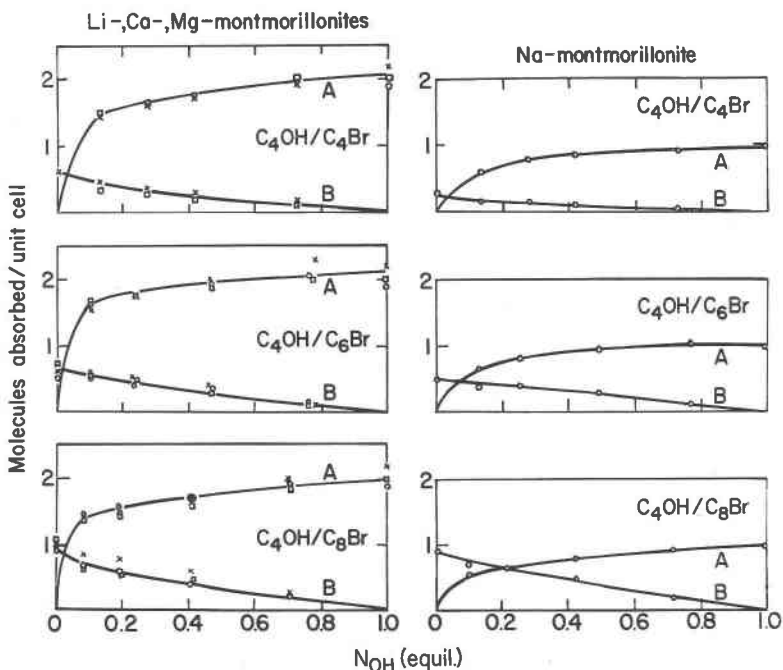 Li-,Ca-,Mg-montmorillonites
Na-montmorillonite
Molecules absorbed/unit cell
2
1
A
C₄OH/C₄Br
B
2
1
A
C₄OH/C₄Br
B
2
1
A
C₄OH/C₆Br
B
2
1
C₄OH/C₆Br
A
B
2
1
A
C₄OH/C₈Br
B
2
1
C₄OH/C₈Br
A
B
0 0.2 0.4 0.6 0.8 1.0
0 0.2 0.4 0.6 0.8 1.0
N_OH (equil.)